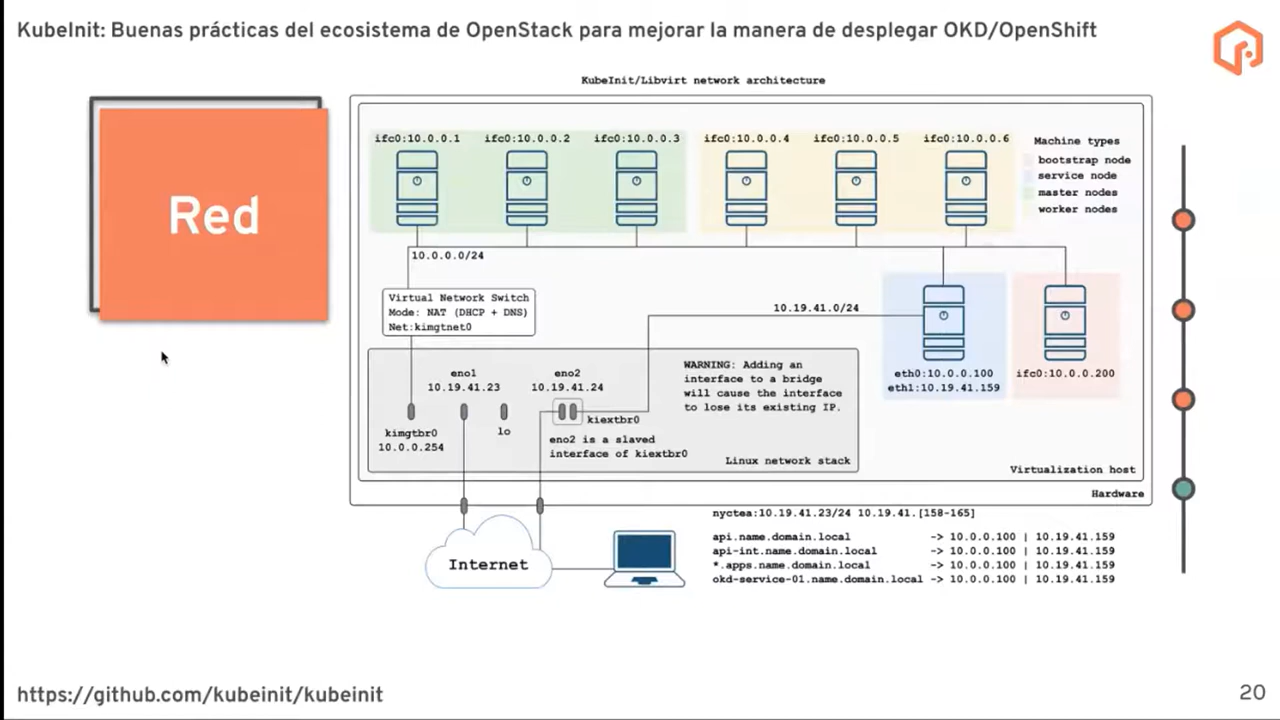 KubeInit: Buenas prácticas del ecosistema de OpenStack para mejorar la manera de desplegar OKD/OpenShift
Red
KubeInit/Libvirt network architecture
ifc0:10.0.0.1 ifc0:10.0.0.2 ifc0:10.0.0.3 ifc0:10.0.0.4 ifc0:10.0.0.5 ifc0:10.0.0.6
Machine types
bootstrap node
service node
master nodes
worker nodes
10.0.0.0/24
Virtual Network Switch
Mode: NAT (DHCP + DNS)
Net:kimgtnet0
10.19.41.0/24
eth0:10.0.0.100
eth1:10.19.41.159
ifc0:10.0.0.200
eno1
10.19.41.23
eno2
10.19.41.24
WARNING: Adding an
interface to a bridge
will cause the interface
to lose its existing IP.
kimgtbr0
10.0.0.254
lo
kiextbr0
eno2 is a slaved
interface of kiextbr0
Linux network stack
Virtualization host
Hardware
Internet
nyctea:10.19.41.23/24 10.19.41.[158-165]
api.name.domain.local -> 10.0.0.100 | 10.19.41.159
api-int.name.domain.local -> 10.0.0.100 | 10.19.41.159
*.apps.name.domain.local -> 10.0.0.100 | 10.19.41.159
okd-service-01.name.domain.local -> 10.0.0.100 | 10.19.41.159
https://github.com/kubeinit/kubeinit
20